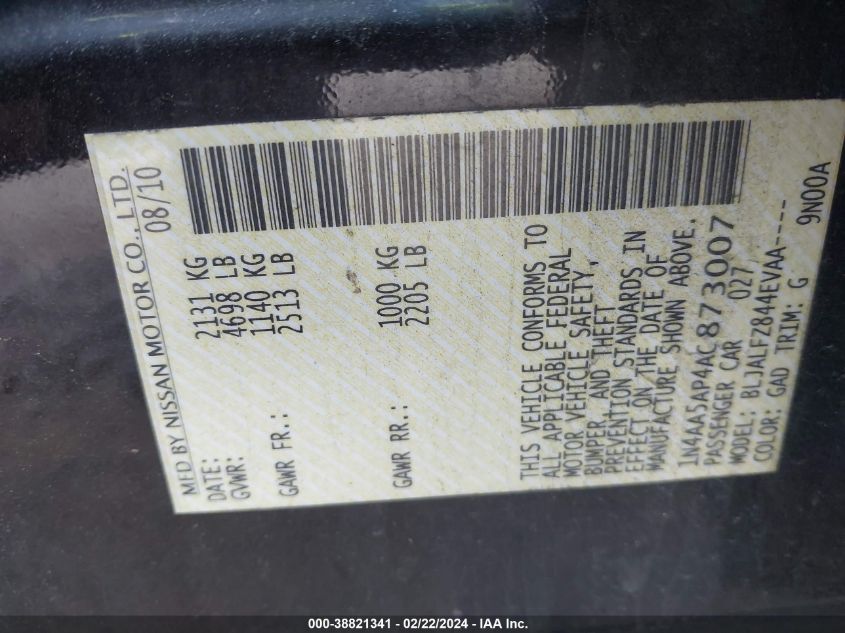 MFD BY NISSAN MOTOR CO., LTD.
DATE: 08/10
GVWR: 2131 KG
4698 LB
GAWR FR.: 1140 KG
2513 LB
GAWR RR.: 1000 KG
2205 LB
THIS VEHICLE CONFORMS TO
ALL APPLICABLE FEDERAL
MOTOR VEHICLE SAFETY,
BUMPER, AND THEFT
PREVENTION STANDARDS IN
EFFECT ON THE DATE OF
MANUFACTURE SHOWN ABOVE.
1N4AA5AP4AC873007
PASSENGER CAR 027
MODEL: BLJALF2844EVAA----
COLOR: GAD TRIM: G 9N00A
000-38821341 - 02/22/2024 - IAA Inc.